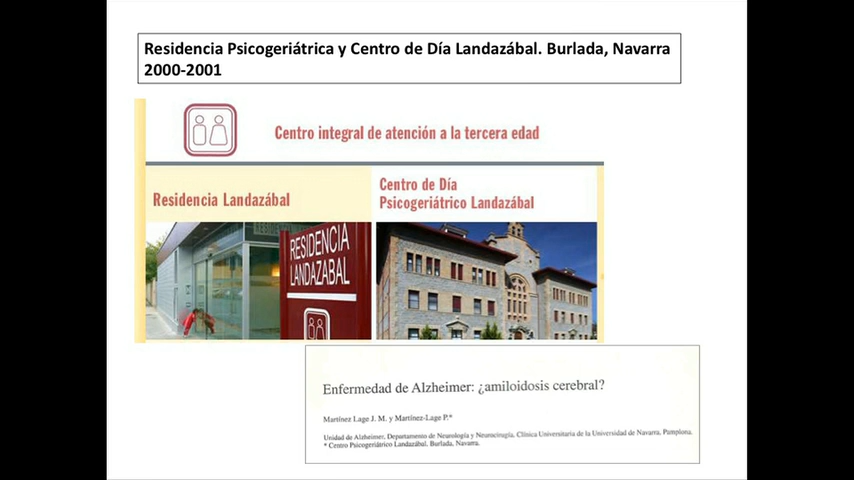 Residencia Psicogeriátrica y Centro de Día Landazábal. Burlada, Navarra
2000-2001
Centro integral de atención a la tercera edad
Residencia Landazábal
Centro de Día
Psicogeriátrico Landazábal
RESIDENCIA
LANDAZABAL
Enfermedad de Alzheimer: ¿amiloidosis cerebral?
Martínez Lage J. M. y Martínez-Lage P.*
Unidad de Alzheimer, Departamento de Neurología y Neurocirugía, Clínica Universitaria de la Universidad de Navarra, Pamplona.
* Centro Psicogeriátrico Landazábal, Burlada, Navarra.